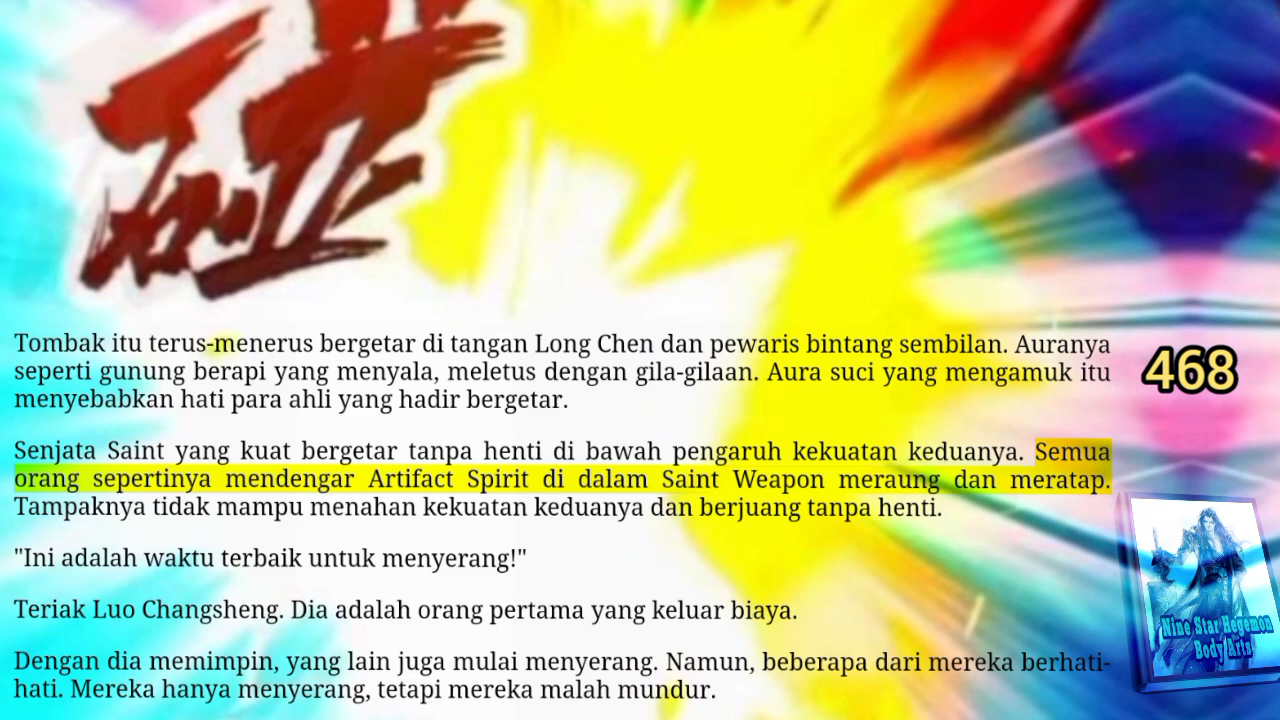 Tombak itu terus-menerus bergetar di tangan Long Chen dan pewaris bintang sembilan. Auranya
seperti gunung berapi yang menyala, meletus dengan gila-gilaan. Aura suci yang mengamuk itu
menyebabkan hati para ahli yang hadir bergetar.
468
Senjata Saint yang kuat bergetar tanpa henti di bawah pengaruh kekuatan keduanya. Semua
orang sepertinya mendengar Artifact Spirit di dalam Saint Weapon meraung dan meratap.
Tampaknya tidak mampu menahan kekuatan keduanya dan berjuang tanpa henti.
"Ini adalah waktu terbaik untuk menyerang!"
Teriak Luo Changsheng. Dia adalah orang pertama yang keluar biaya.
Dengan dia memimpin, yang lain juga mulai menyerang. Namun, beberapa dari mereka berhati-
hati. Mereka hanya menyerang, tetapi mereka malah mundur.
Nine Star Hegemon
Body Arts